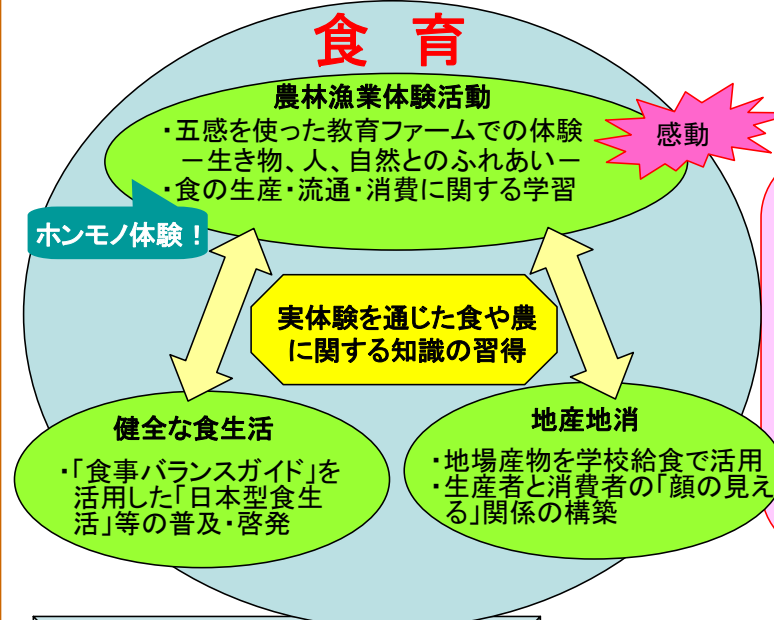 食 育
農林漁業体験活動
・五感を使った教育ファームでの体験
－生き物、人、自然とのふれあい－
・食の生産・流通・消費に関する学習
感動
ホンモノ体験！
実体験を通じた食や農
に関する知識の習得
健全な食生活
・「食事バランスガイド」を
活用した「日本型食生
活」等の普及・啓発
地産地消
・地場産物を学校給食で活用
・生産者と消費者の「顔の見え
る」関係の構築